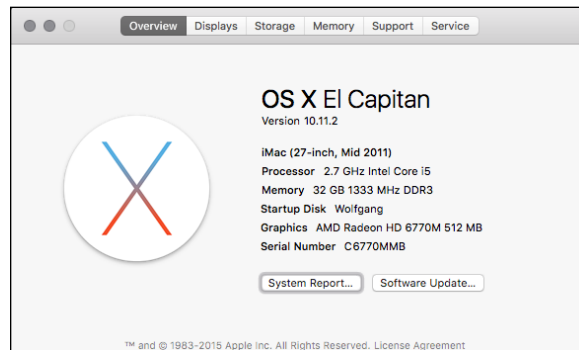 Overview Displays Storage Memory Support Service
OS X El Capitan
Version 10.11.2
iMac (27-inch, Mid 2011)
Processor 2.7 GHz Intel Core i5
Memory 32 GB 1333 MHz DDR3
Startup Disk Wolfgang
Graphics AMD Radeon HD 6770M 512 MB
Serial Number C6770MMB
System Report... Software Update...
™ and © 1983-2015 Apple Inc. All Rights Reserved. License Agreement